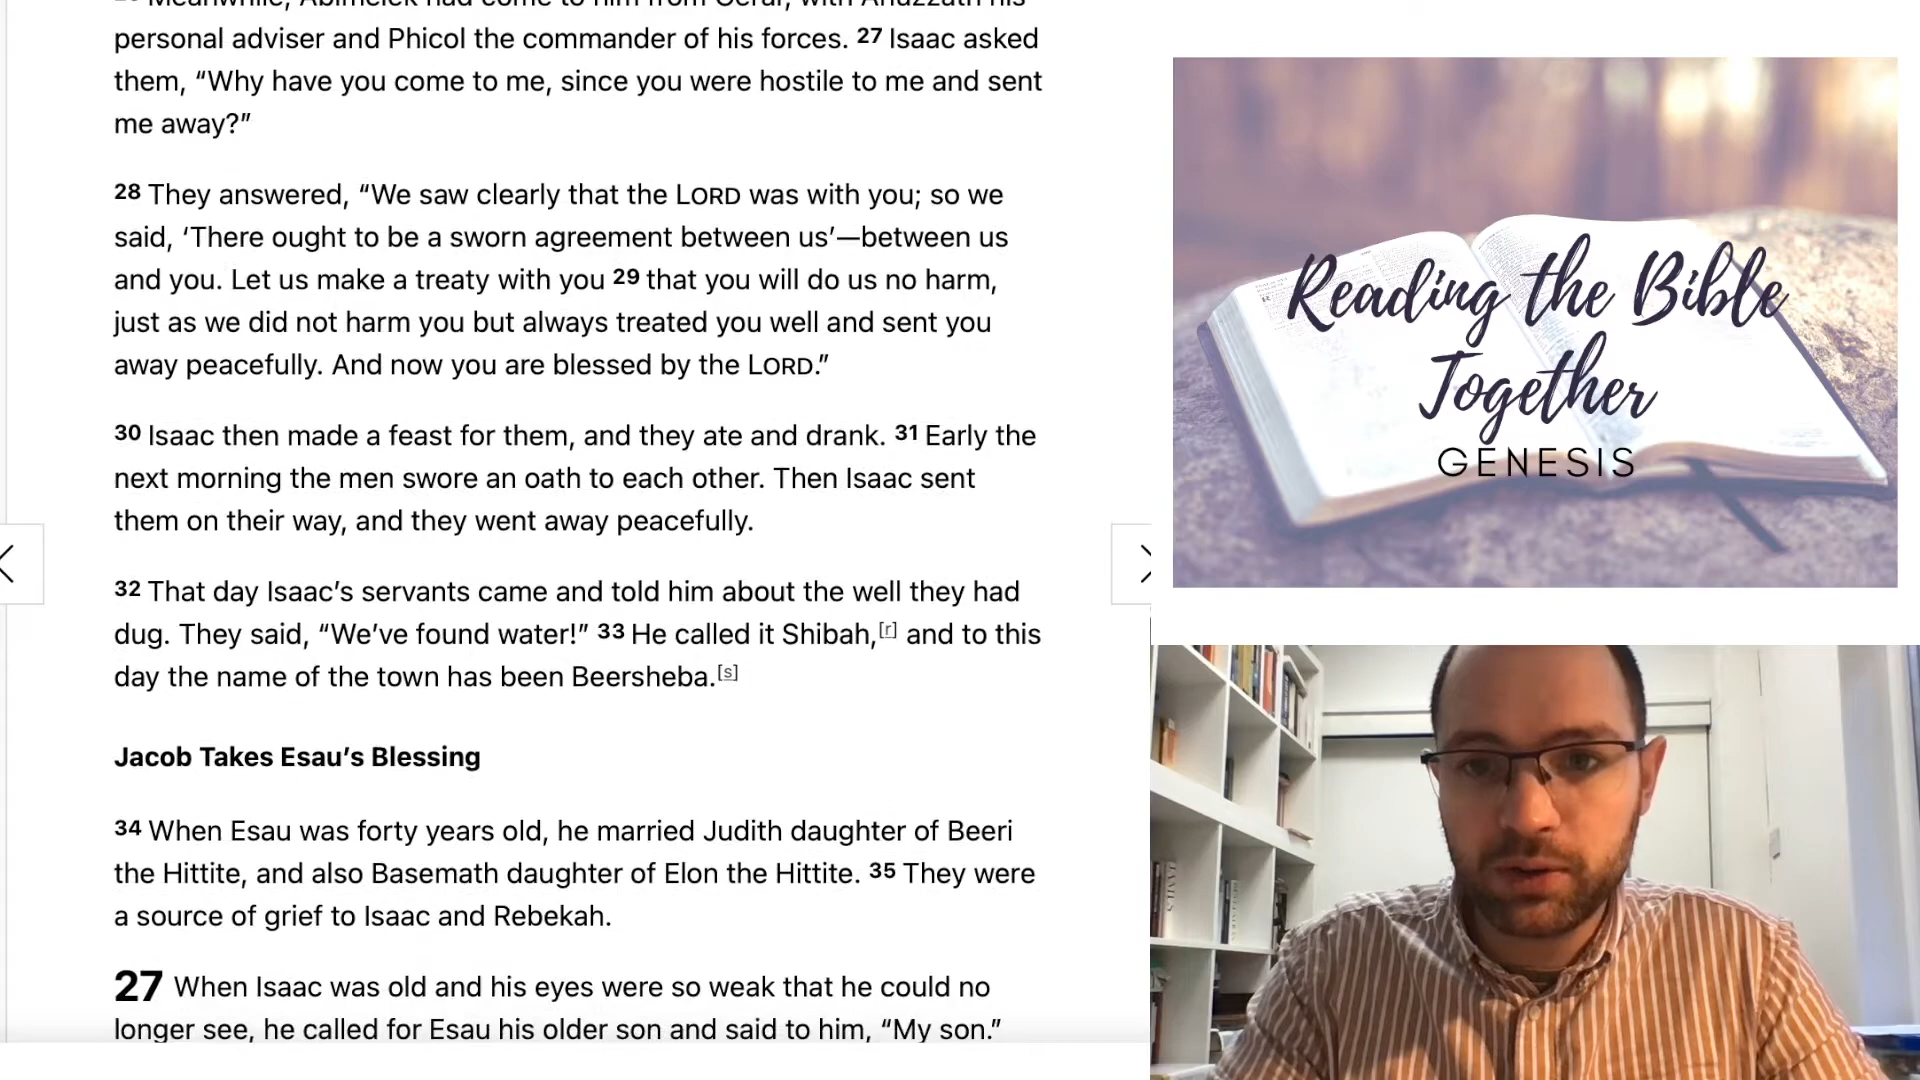 26 Meanwhile, Abimelek had come to him from Gerar, with Ahuzzath his
personal adviser and Phicol the commander of his forces. 27 Isaac asked
them, “Why have you come to me, since you were hostile to me and sent
me away?”
28 They answered, “We saw clearly that the LORD was with you; so we
said, ‘There ought to be a sworn agreement between us’—between us
and you. Let us make a treaty with you 29 that you will do us no harm,
just as we did not harm you but always treated you well and sent you
away peacefully. And now you are blessed by the LORD.”
30 Isaac then made a feast for them, and they ate and drank. 31 Early the
next morning the men swore an oath to each other. Then Isaac sent
them on their way, and they went away peacefully.
32 That day Isaac’s servants came and told him about the well they had
dug. They said, “We’ve found water!” 33 He called it Shibah,[r] and to this
day the name of the town has been Beersheba.[s]
Jacob Takes Esau’s Blessing
34 When Esau was forty years old, he married Judith daughter of Beeri
the Hittite, and also Basemath daughter of Elon the Hittite. 35 They were
a source of grief to Isaac and Rebekah.
27 When Isaac was old and his eyes were so weak that he could no
longer see, he called for Esau his older son and said to him, “My son.”
Reading the Bible
Together
GENESIS